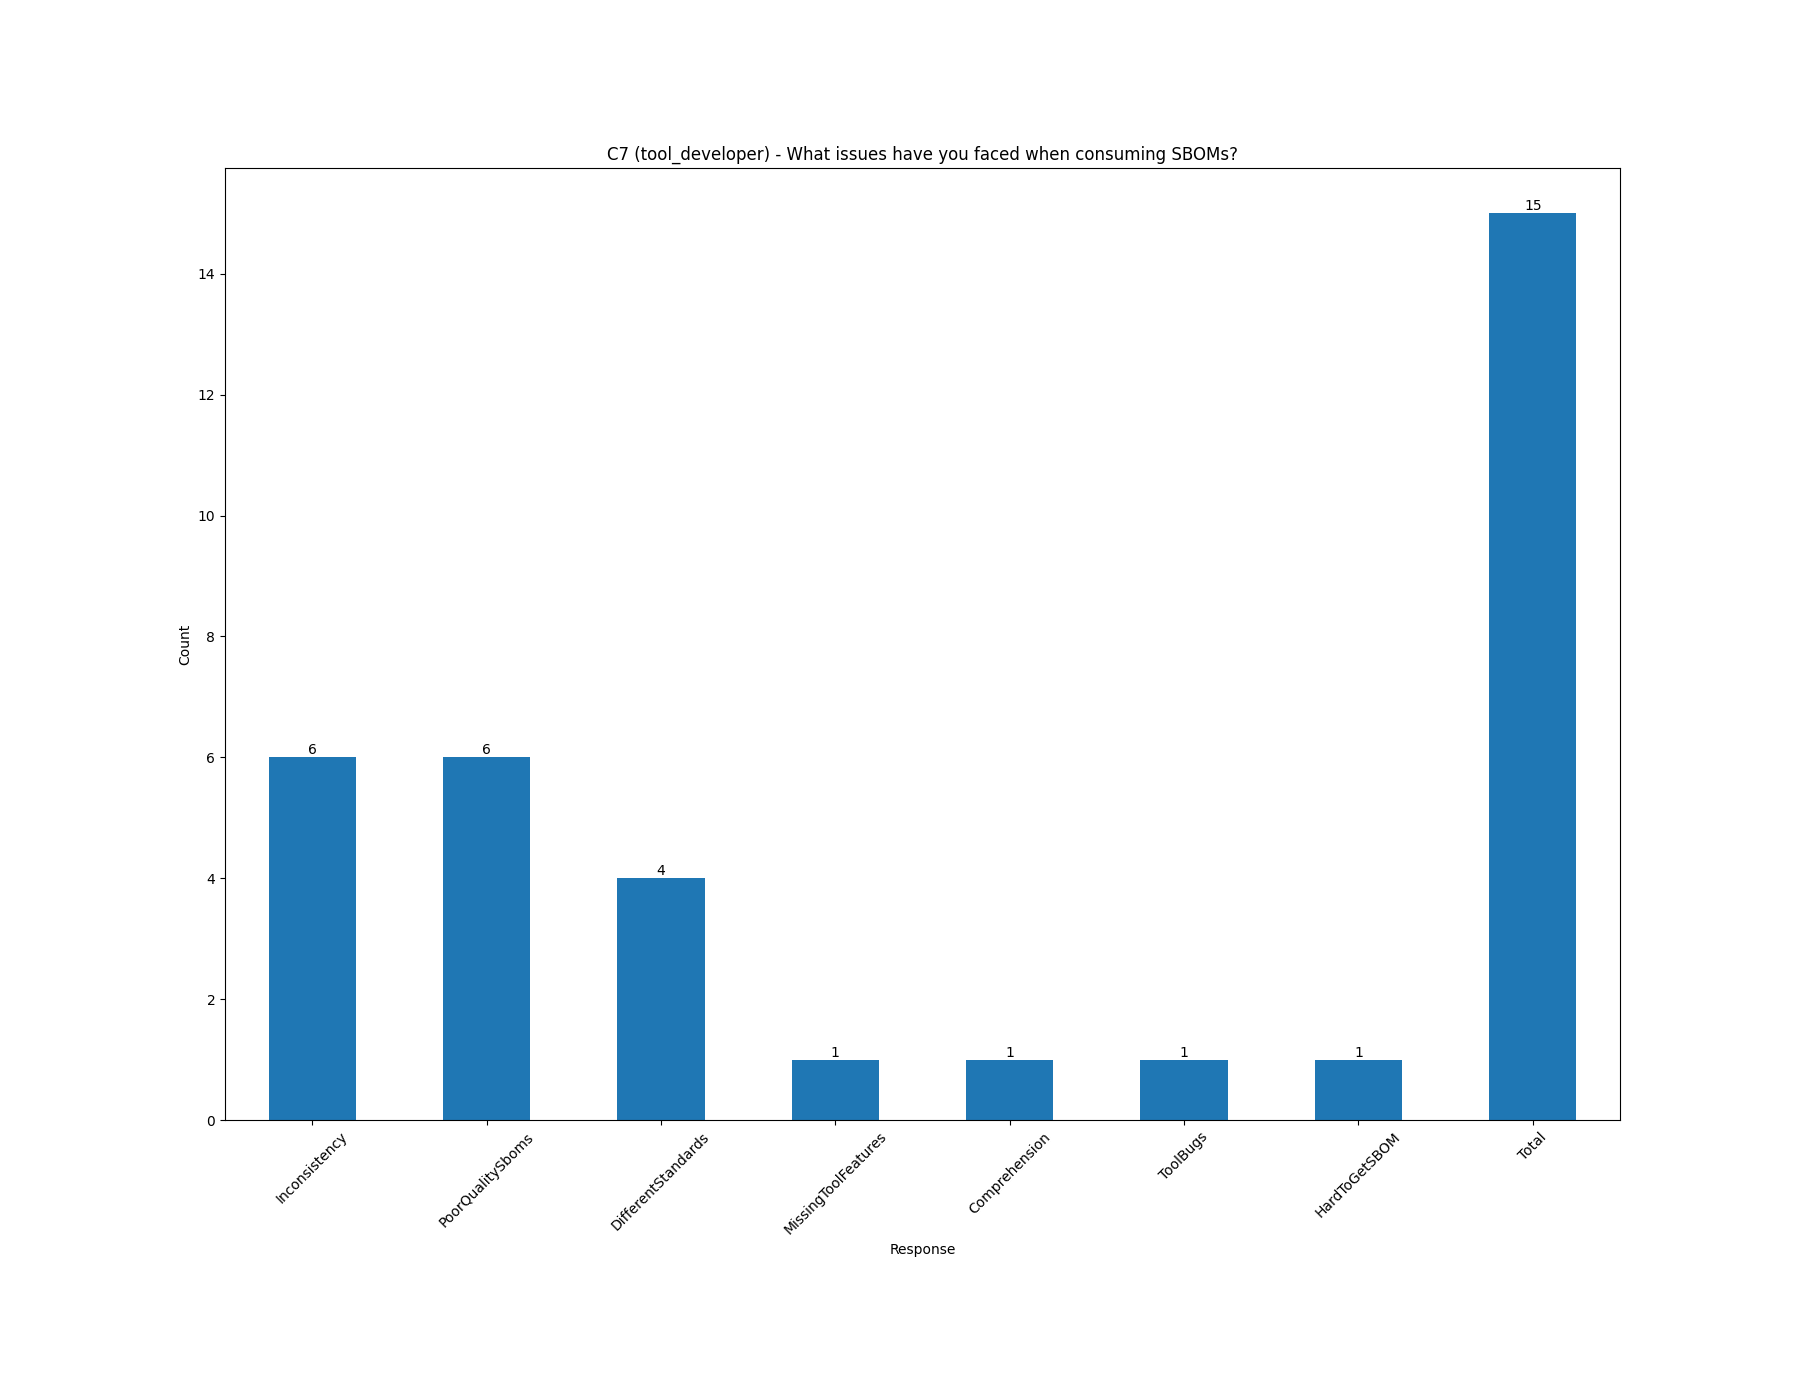 C7 (tool_developer) - What issues have you faced when consuming SBOMs?
15
14
12
10
8
6
4
2
0
Count
6
6
4
1
1
1
1
Inconsistency
PoorQualitySboms
DifferentStandards
MissingToolFeatures
Comprehension
ToolBugs
HardToGetSBOM
Total
Response